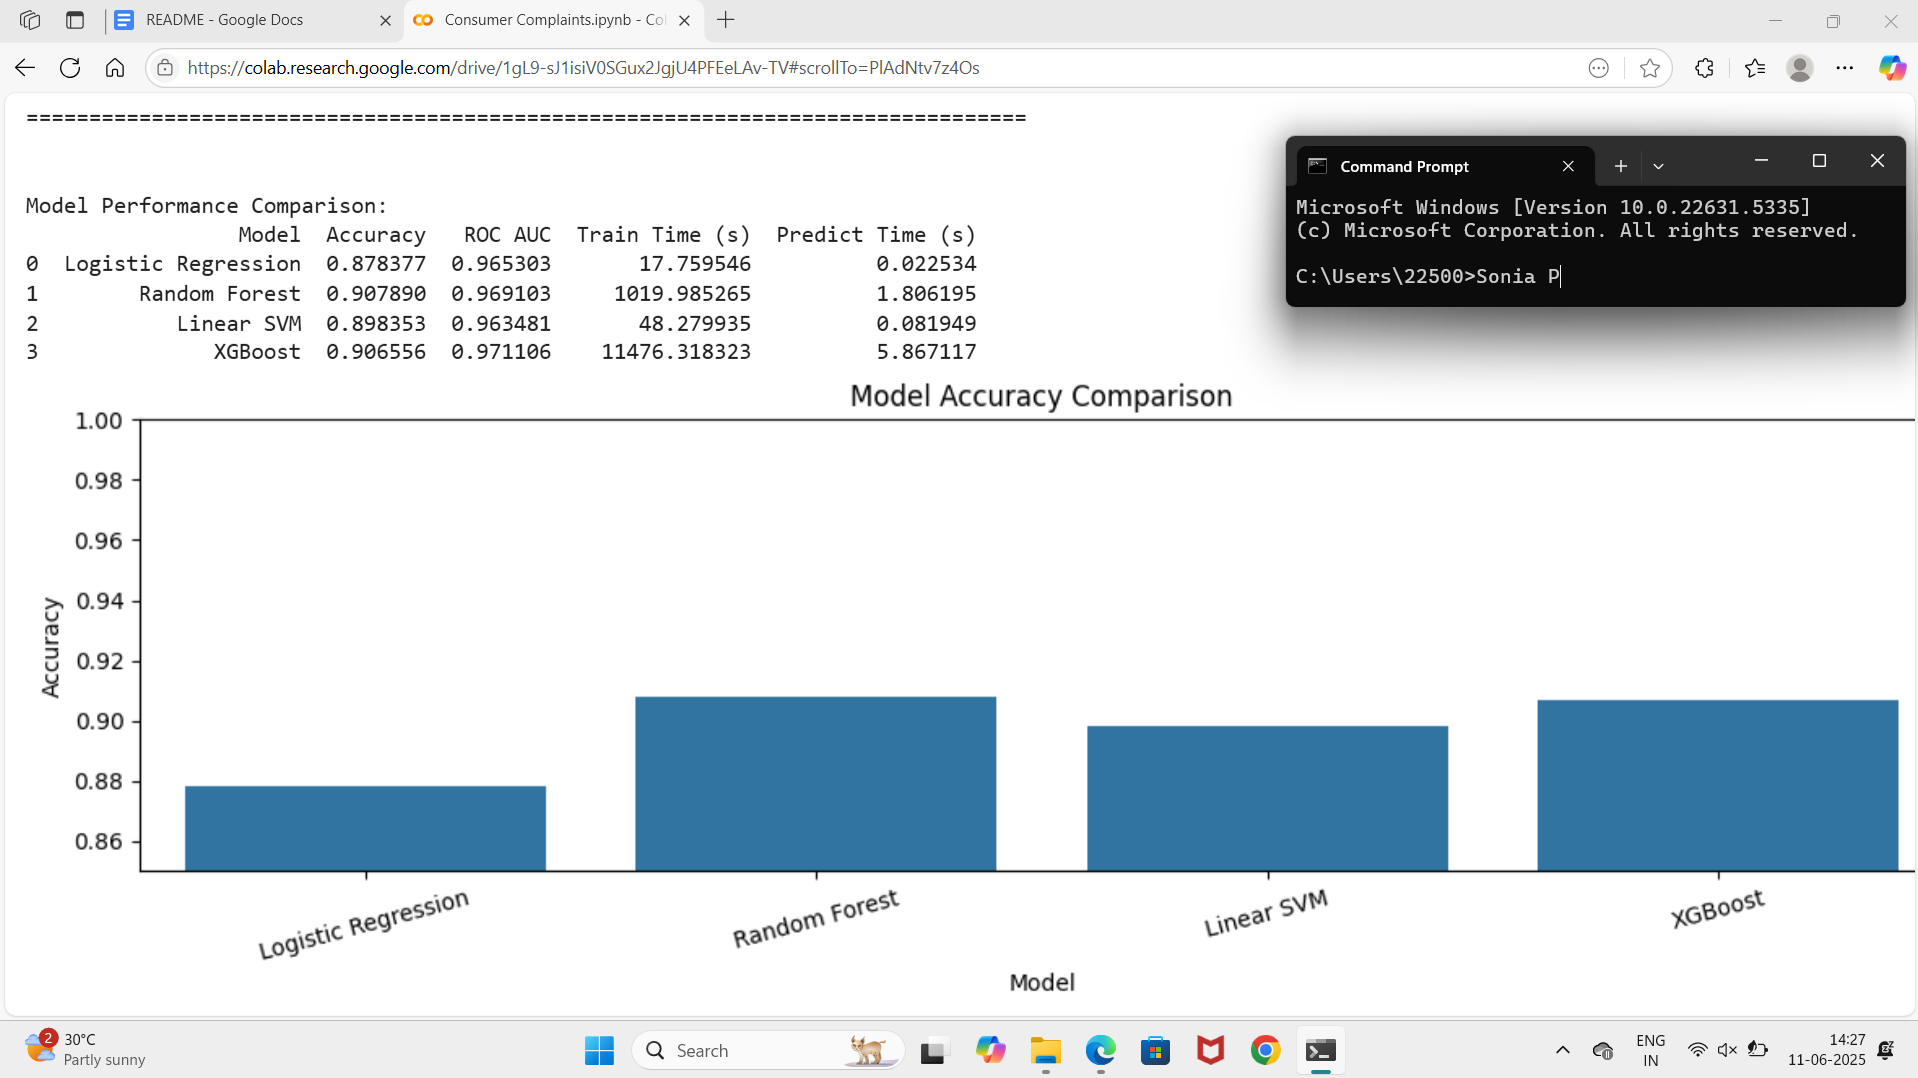 README - Google Docs
Consumer Complaints.ipynb - Co
https://colab.research.google.com/drive/1gL9-sJ1isiV0SGux2JgjU4PFEeLAv-TV#scrollTo=PlAdNtv7z4Os
================================================================================
Model Performance Comparison:
Model Accuracy ROC AUC Train Time (s) Predict Time (s)
0 Logistic Regression 0.878377 0.965303 17.759546 0.022534
1 Random Forest 0.907890 0.969103 1019.985265 1.806195
2 Linear SVM 0.898353 0.963481 48.279935 0.081949
3 XGBoost 0.906556 0.971106 11476.318323 5.867117
Command Prompt
Microsoft Windows [Version 10.0.22631.5335]
(c) Microsoft Corporation. All rights reserved.
C:\Users\22500>Sonia P
Model Accuracy Comparison
1.00
0.98
0.96
0.94
0.92
0.90
0.88
0.86
Accuracy
Logistic Regression
Random Forest
Linear SVM
XGBoost
Model
2
30°C
Partly sunny
Search
ENG
IN
14:27
11-06-2025